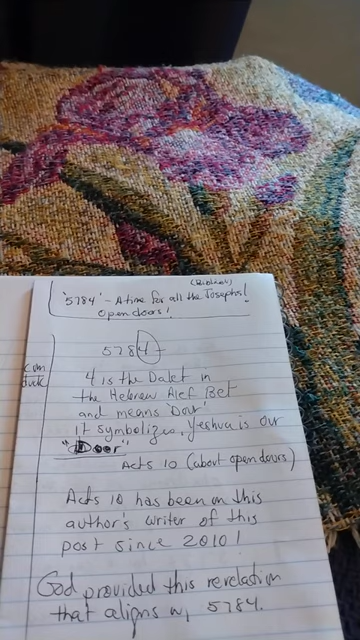 (Biblical)
'5784' - A time for all the Josephs!
Open doors!
5784
4 is the Dalet in
the Hebrew Alef Bet
and means 'Door'
it symbolizes, Yeshua is our
"Door"
Acts 10 (about open doors)
Acts 10 has been on this
author's writer of this
post since 2010!
God provided this revelation
that aligns w/ 5784.